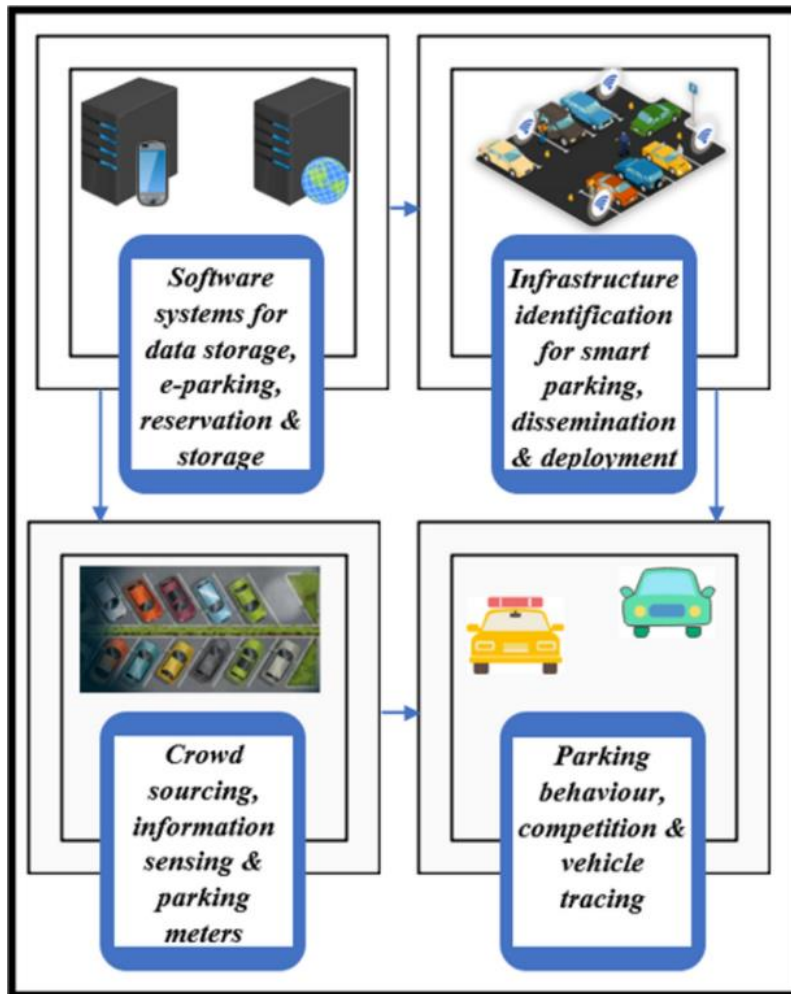 Software
systems for
data storage,
e-parking,
reservation &
storage
Infrastructure
identification
for smart
parking,
dissemination
& deployment
Crowd
sourcing,
information
sensing &
parking
meters
Parking
behaviour,
competition &
vehicle
tracing